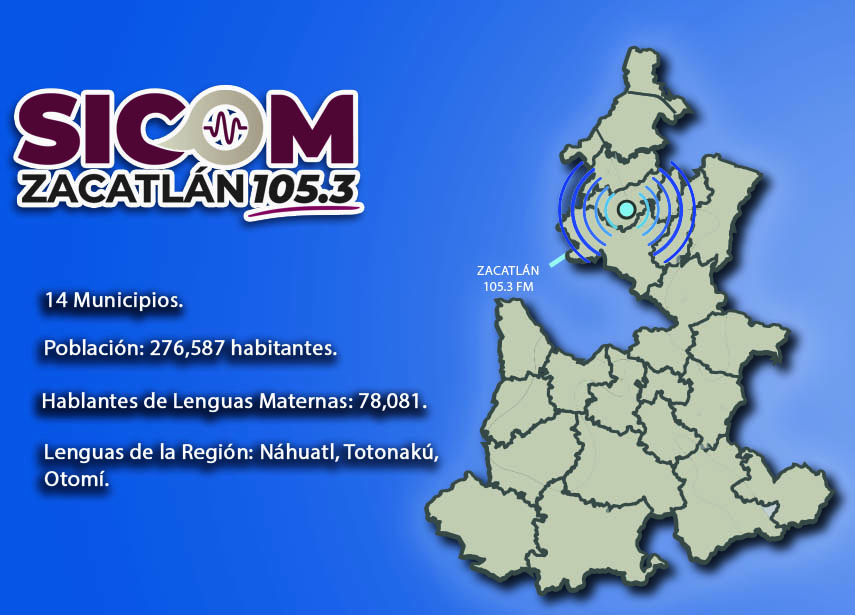 SICOM
ZACATLÁN 105.3
ZACATLÁN
105.3 FM
14 Municipios.
Población: 276,587 habitantes.
Hablantes de Lenguas Maternas: 78,081.
Lenguas de la Región: Náhuatl, Totonakú,
Otomí.